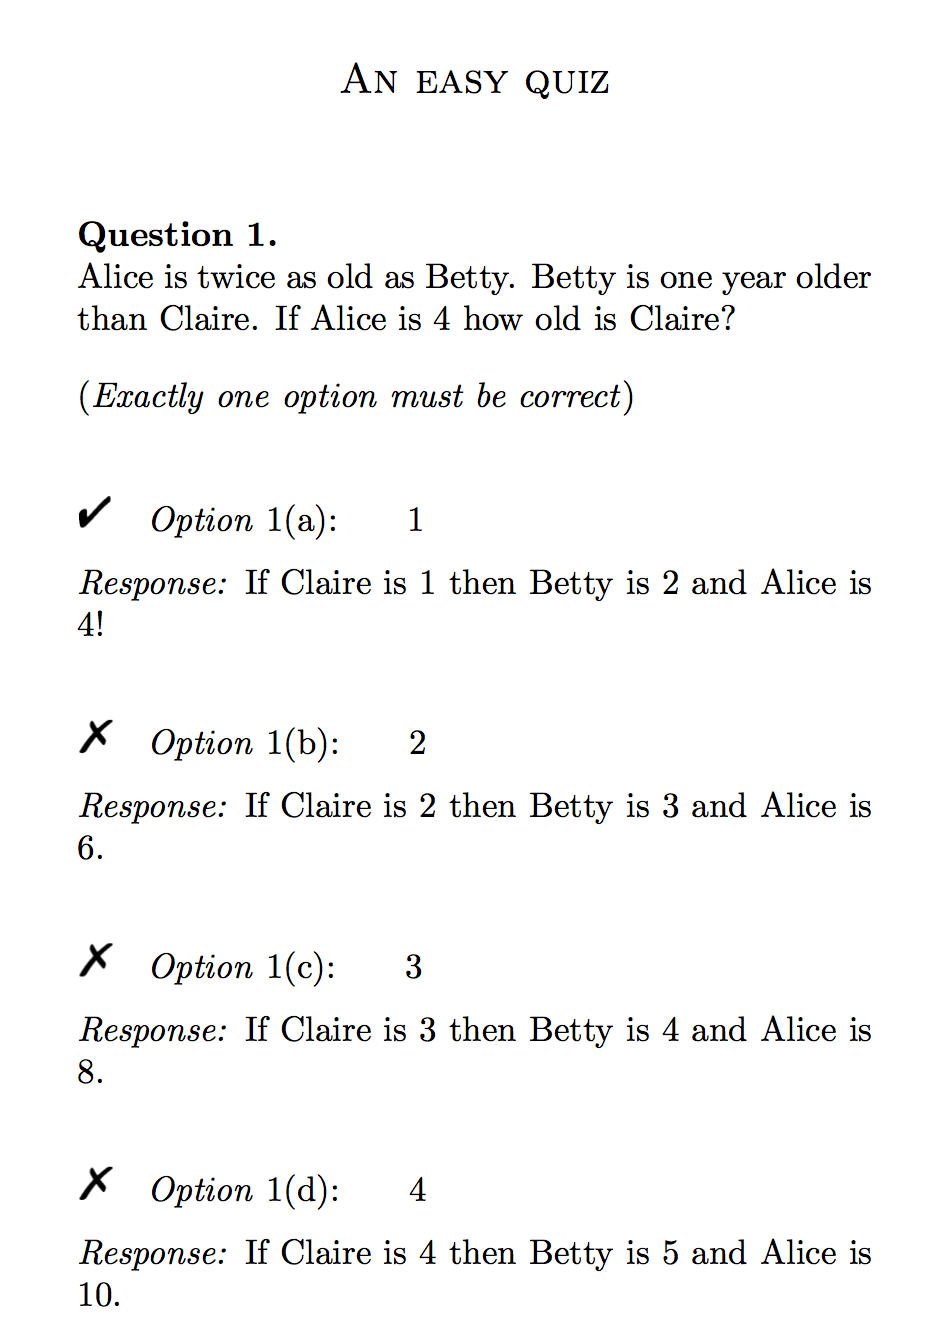 AN EASY QUIZ
Question 1.
Alice is twice as old as Betty. Betty is one year older
than Claire. If Alice is 4 how old is Claire?
(Exactly one option must be correct)
✔ Option 1(a): 1
Response: If Claire is 1 then Betty is 2 and Alice is
4!
✗ Option 1(b): 2
Response: If Claire is 2 then Betty is 3 and Alice is
6.
✗ Option 1(c): 3
Response: If Claire is 3 then Betty is 4 and Alice is
8.
✗ Option 1(d): 4
Response: If Claire is 4 then Betty is 5 and Alice is
10.